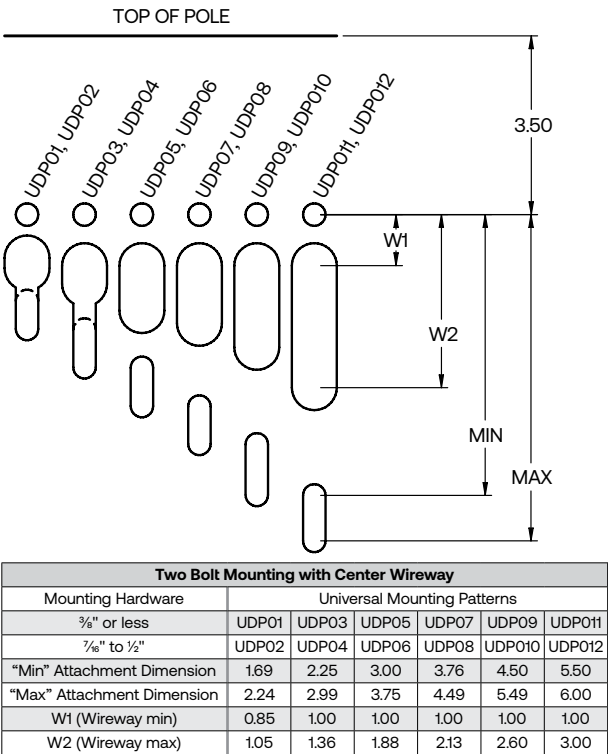 TOP OF POLE
UDP01, UDP02
UDP03, UDP04
UDP05, UDP06
UDP07, UDP08
UDP09, UDP010
UDP011, UDP012
3.50
W1
W2
MIN
MAX
Two Bolt Mounting with Center Wireway
Mounting Hardware Universal Mounting Patterns
⅜" or less UDP01 UDP03 UDP05 UDP07 UDP09 UDP011
⁷⁄₁₆" to ½" UDP02 UDP04 UDP06 UDP08 UDP010 UDP012
“Min” Attachment Dimension 1.69 2.25 3.00 3.76 4.50 5.50
“Max” Attachment Dimension 2.24 2.99 3.75 4.49 5.49 6.00
W1 (Wireway min) 0.85 1.00 1.00 1.00 1.00 1.00
W2 (Wireway max) 1.05 1.36 1.88 2.13 2.60 3.00